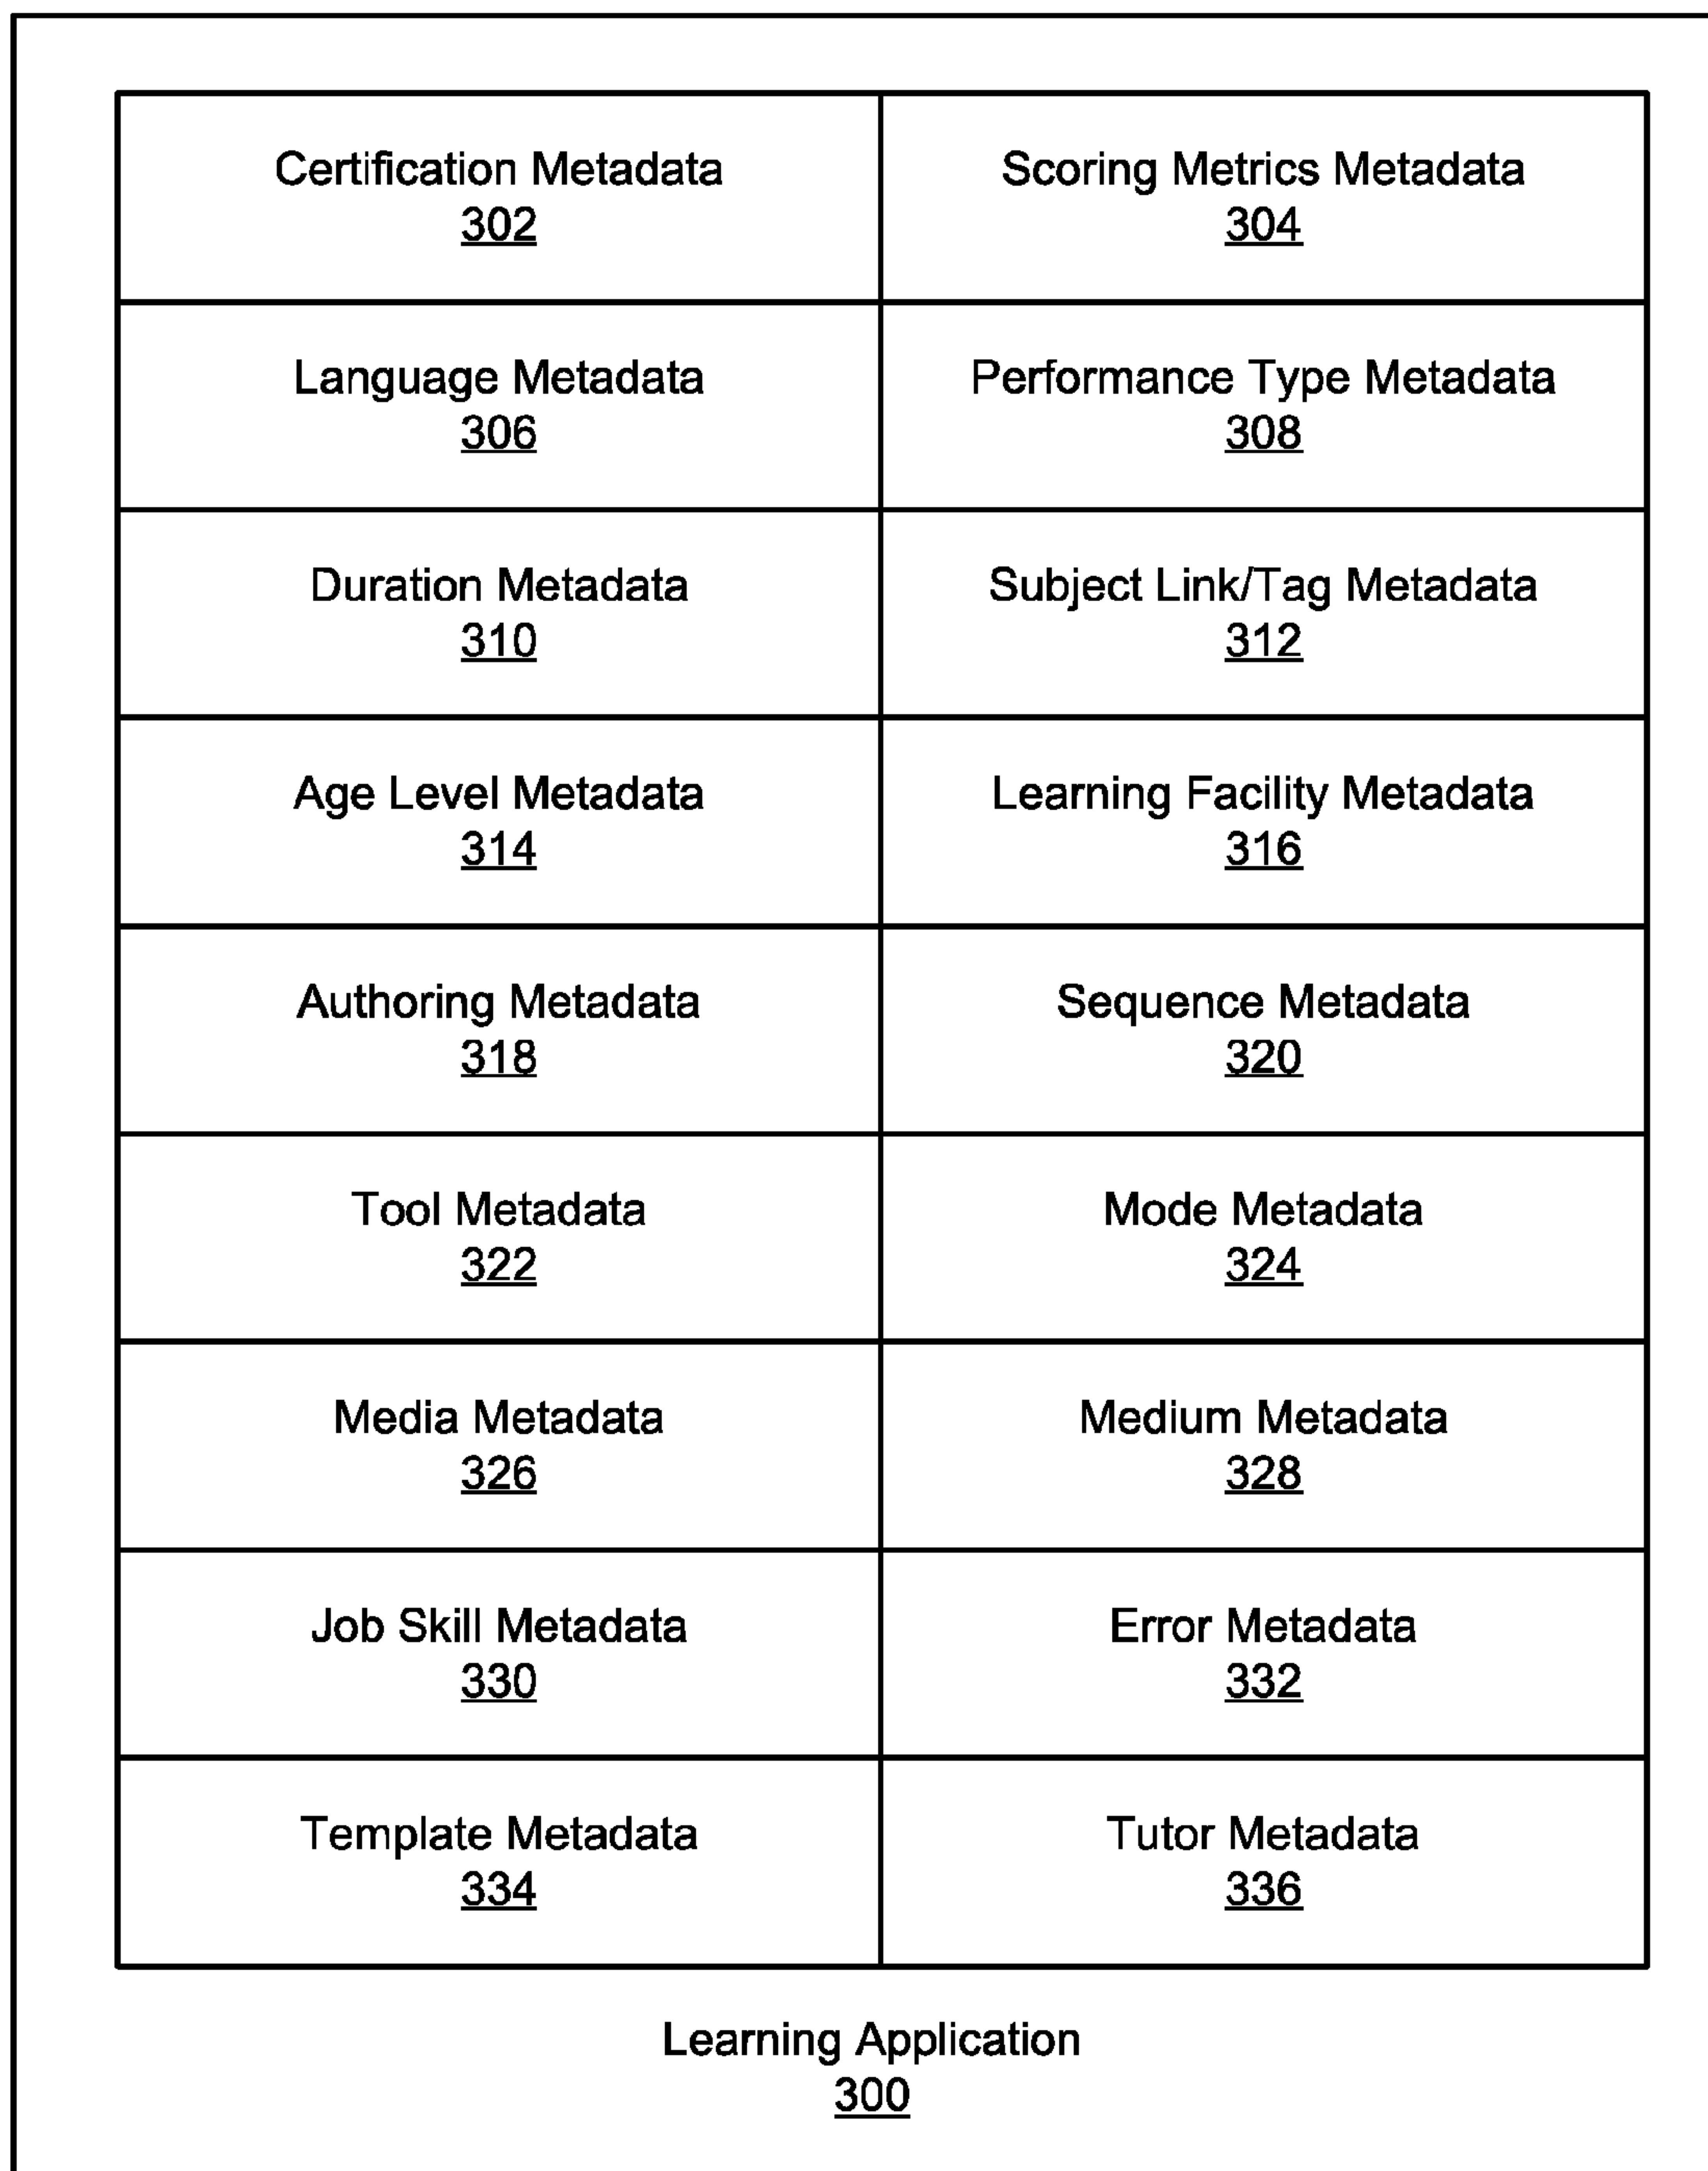 Certification Metadata
302
Scoring Metrics Metadata
304
Language Metadata
306
Performance Type Metadata
308
Duration Metadata
310
Subject Link/Tag Metadata
312
Age Level Metadata
314
Learning Facility Metadata
316
Authoring Metadata
318
Sequence Metadata
320
Tool Metadata
322
Mode Metadata
324
Media Metadata
326
Medium Metadata
328
Job Skill Metadata
330
Error Metadata
332
Template Metadata
334
Tutor Metadata
336
Learning Application
300